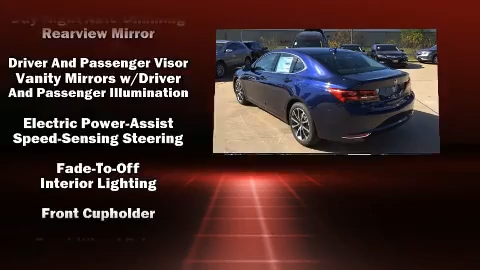 Rearview Mirror
Driver And Passenger Visor
Vanity Mirrors w/Driver
And Passenger Illumination
Electric Power-Assist
Speed-Sensing Steering
Fade-To-Off
Interior Lighting
Front Cupholder